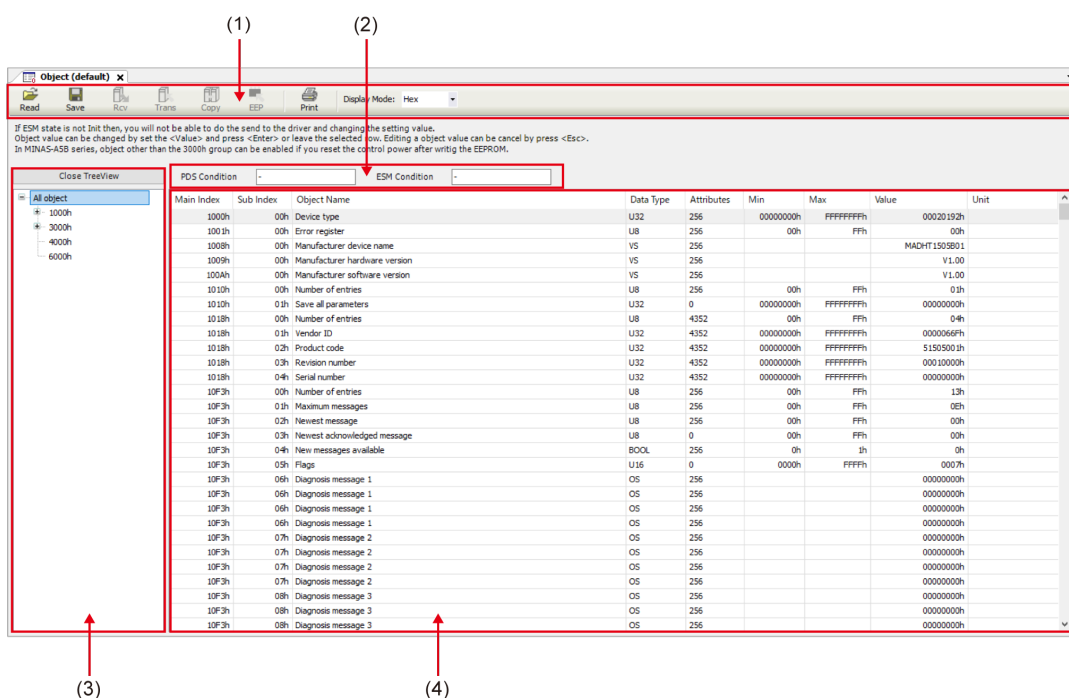 (1) (2)
Object (default) x
Read Save Rcv Trans Copy EEP Print Display Mode: Hex
If ESM state is not Init then, you will not be able to do the send to the driver and changing the setting value.
Object value can be changed by set the <Value> and press <Enter> or leave the selected row. Editing a object value can be cancel by press <Esc>.
In MINAS-A5B series, object other than the 3000h group can be enabled if you reset the control power after writig the EEPROM.
Close TreeView
PDS Condition - ESM Condition -
All object
1000h
3000h
4000h
6000h
Main Index Sub Index Object Name Data Type Attributes Min Max Value Unit
1000h 00h Device type U32 256 00000000h FFFFFFFFh 00020192h
1001h 00h Error register U8 256 00h FFh 00h
1008h 00h Manufacturer device name VS 256 MADHT1505B01
1009h 00h Manufacturer hardware version VS 256 V1.00
100Ah 00h Manufacturer software version VS 256 V1.00
1010h 00h Number of entries U8 256 00h FFh 01h
1010h 01h Save all parameters U32 0 00000000h FFFFFFFFh 00000000h
1018h 00h Number of entries U8 4352 00h FFh 04h
1018h 01h Vendor ID U32 4352 00000000h FFFFFFFFh 0000066Fh
1018h 02h Product code U32 4352 00000000h FFFFFFFFh 51505001h
1018h 03h Revision number U32 4352 00000000h FFFFFFFFh 00010000h
1018h 04h Serial number U32 4352 00000000h FFFFFFFFh 00000000h
10F3h 00h Number of entries U8 256 00h FFh 13h
10F3h 01h Maximum messages U8 256 00h FFh 0Eh
10F3h 02h Newest message U8 256 00h FFh 00h
10F3h 03h Newest acknowledged message U8 0 00h FFh 00h
10F3h 04h New messages available BOOL 256 0h 1h 0h
10F3h 05h Flags U16 0 0000h FFFFh 0007h
10F3h 06h Diagnosis message 1 OS 256 00000000h
10F3h 06h Diagnosis message 1 OS 256 00000000h
10F3h 06h Diagnosis message 1 OS 256 00000000h
10F3h 06h Diagnosis message 1 OS 256 00000000h
10F3h 07h Diagnosis message 2 OS 256 00000000h
10F3h 07h Diagnosis message 2 OS 256 00000000h
10F3h 07h Diagnosis message 2 OS 256 00000000h
10F3h 07h Diagnosis message 2 OS 256 00000000h
10F3h 08h Diagnosis message 3 OS 256 00000000h
10F3h 08h Diagnosis message 3 OS 256 00000000h
10F3h 08h Diagnosis message 3 OS 256 00000000h
(3) (4)